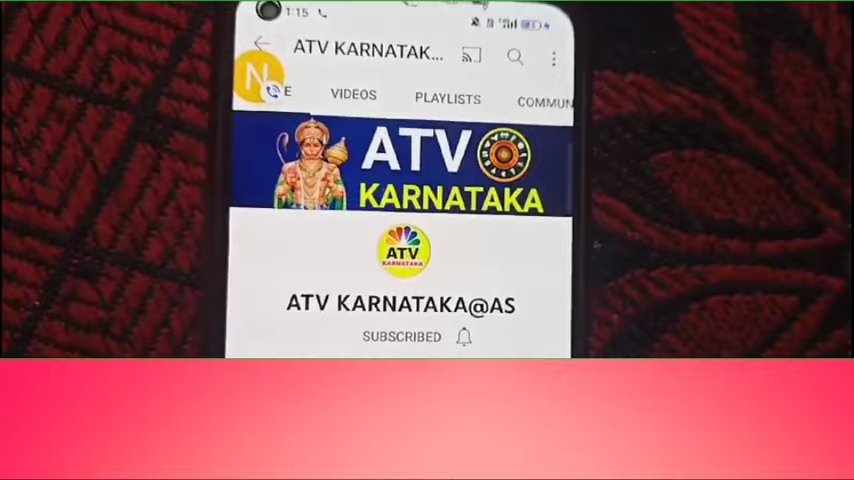 1:15
ATV KARNATAK...
N
E VIDEOS PLAYLISTS COMMUN
ATV
KARNATAKA
ATV
KARNATAKA
ATV KARNATAKA@AS
SUBSCRIBED